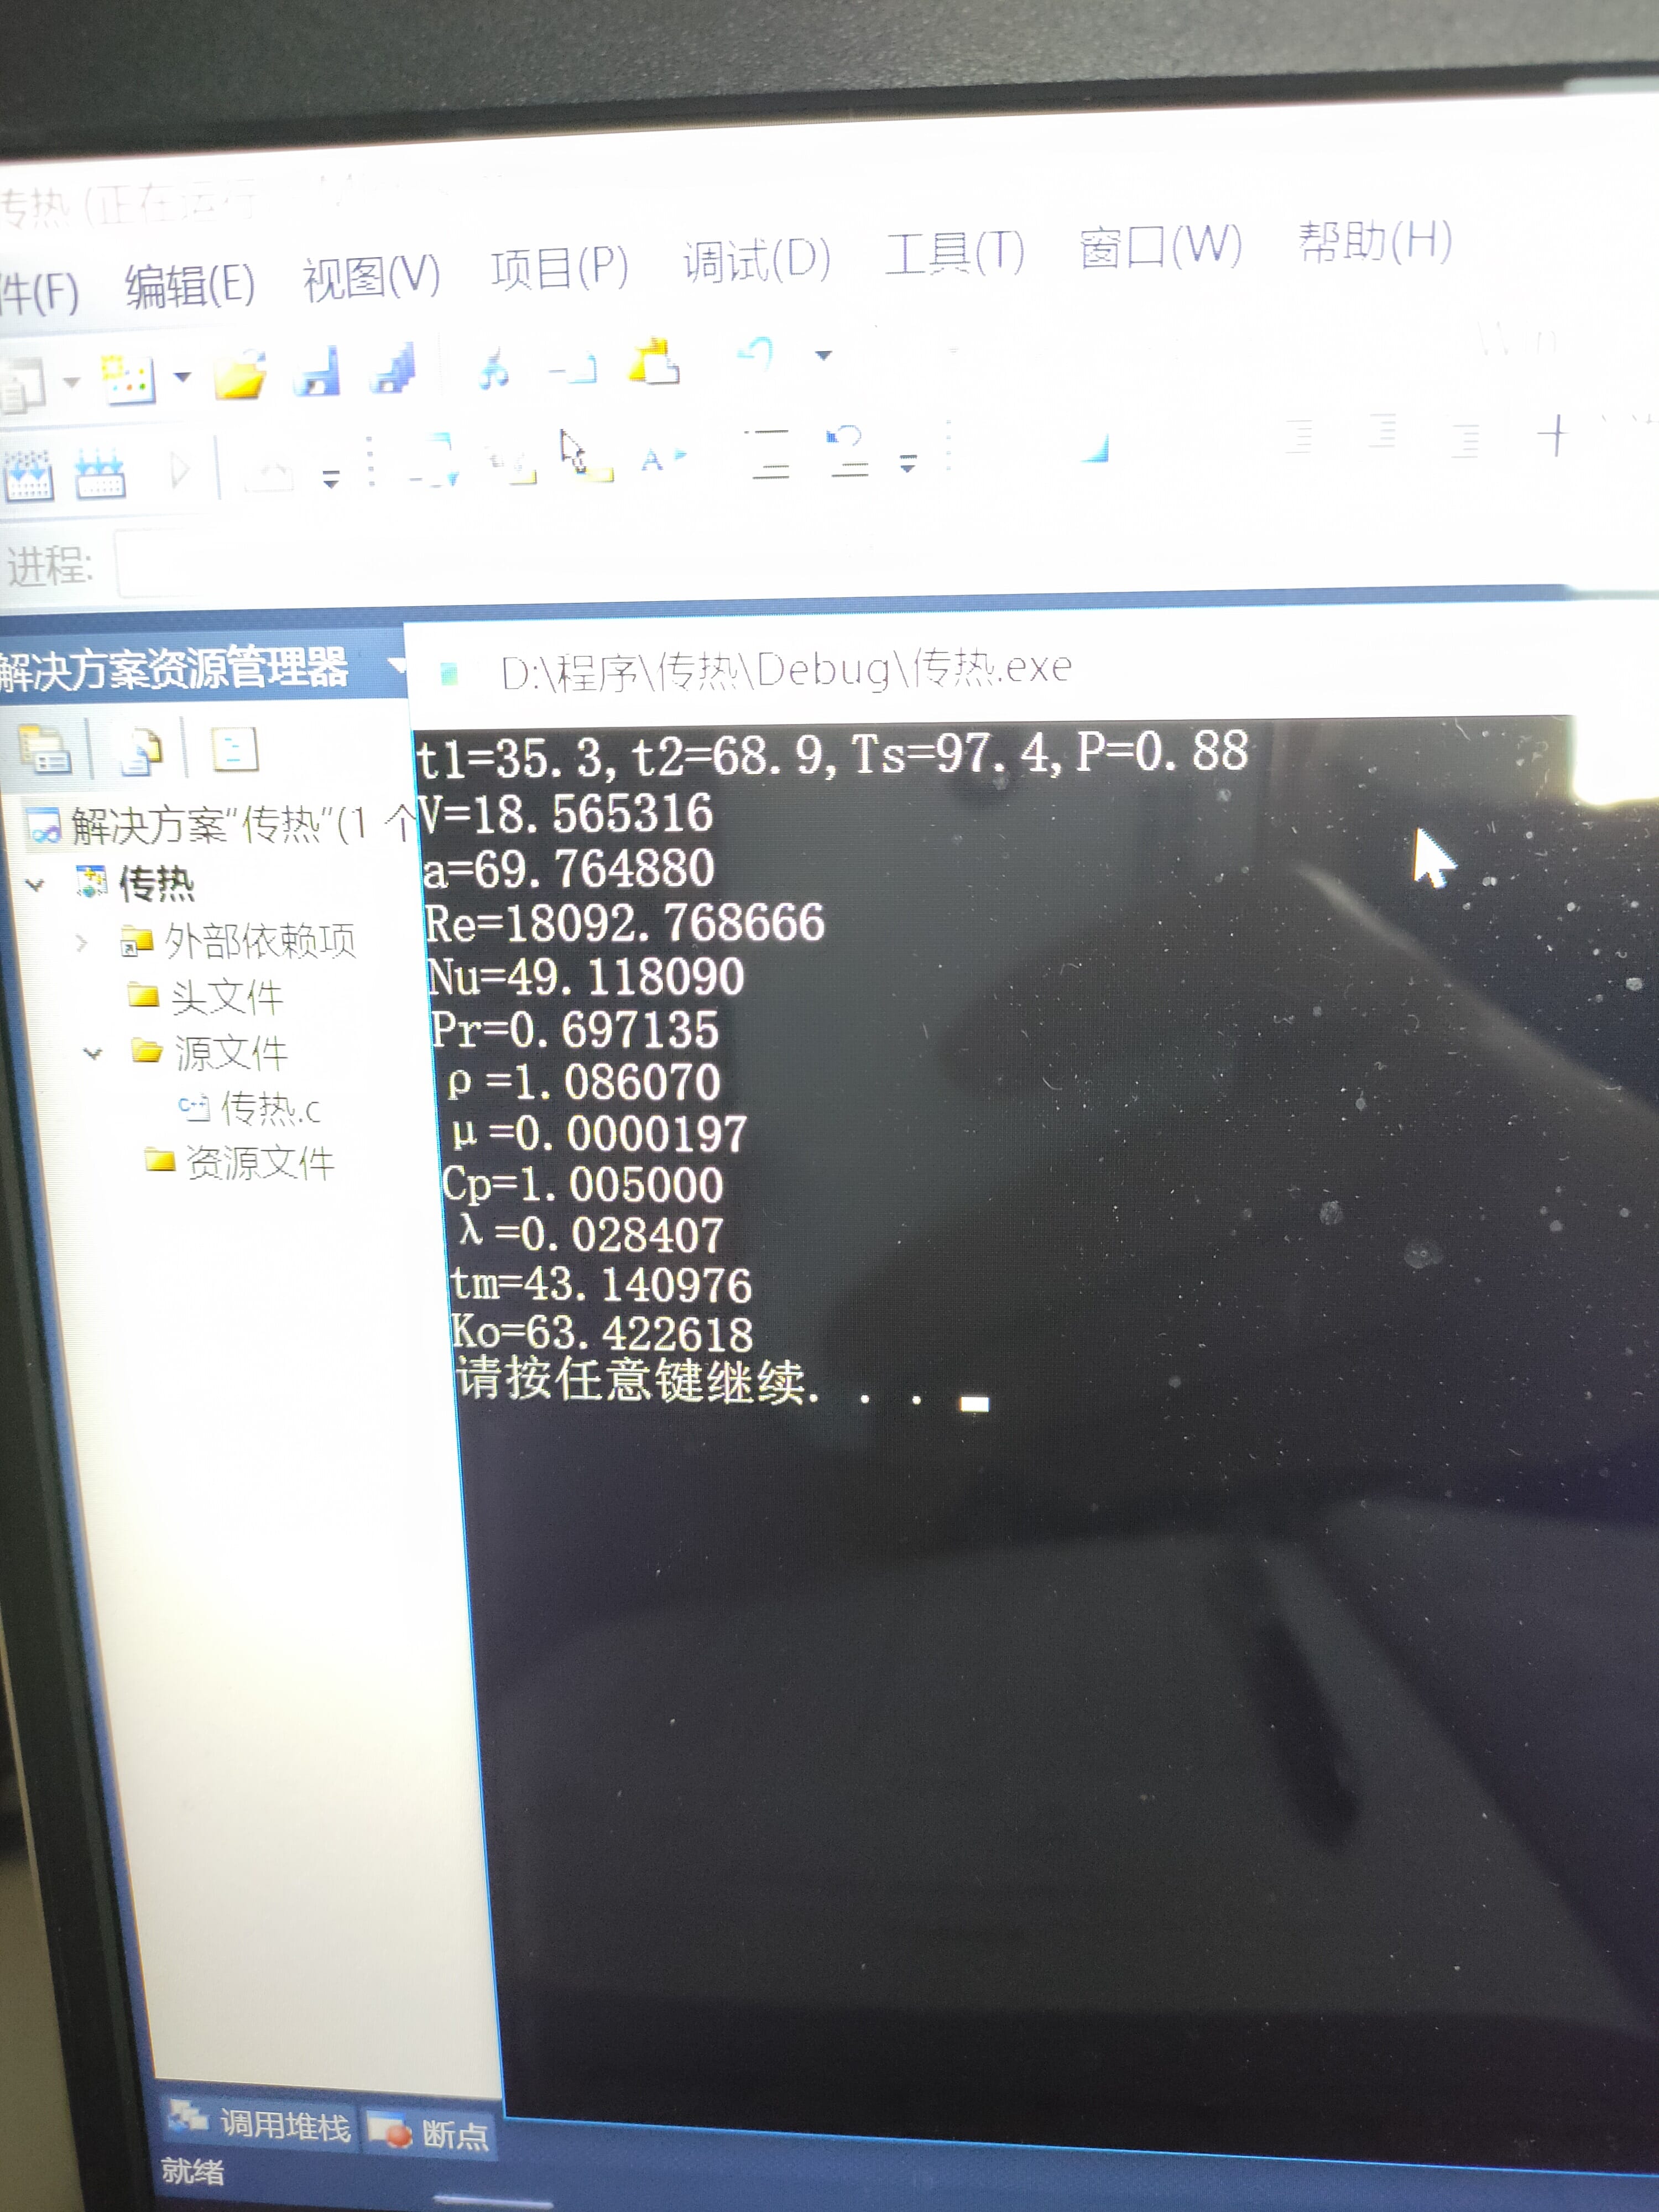 传热 (正在运行
件(F) 编辑(E) 视图(V) 项目(P) 调试(D) 工具(T) 窗口(W) 帮助(H)
进程:
解决方案资源管理器
D:\程序\传热\Debug\传热.exe
解决方案"传热"(1 个
传热
外部依赖项
头文件
源文件
传热.c
资源文件
t1=35.3,t2=68.9,Ts=97.4,P=0.88
V=18.565316
a=69.764880
Re=18092.768666
Nu=49.118090
Pr=0.697135
ρ=1.086070
μ=0.0000197
Cp=1.005000
λ=0.028407
tm=43.140976
Ko=63.422618
请按任意键继续. . .
调用堆栈 断点
就绪